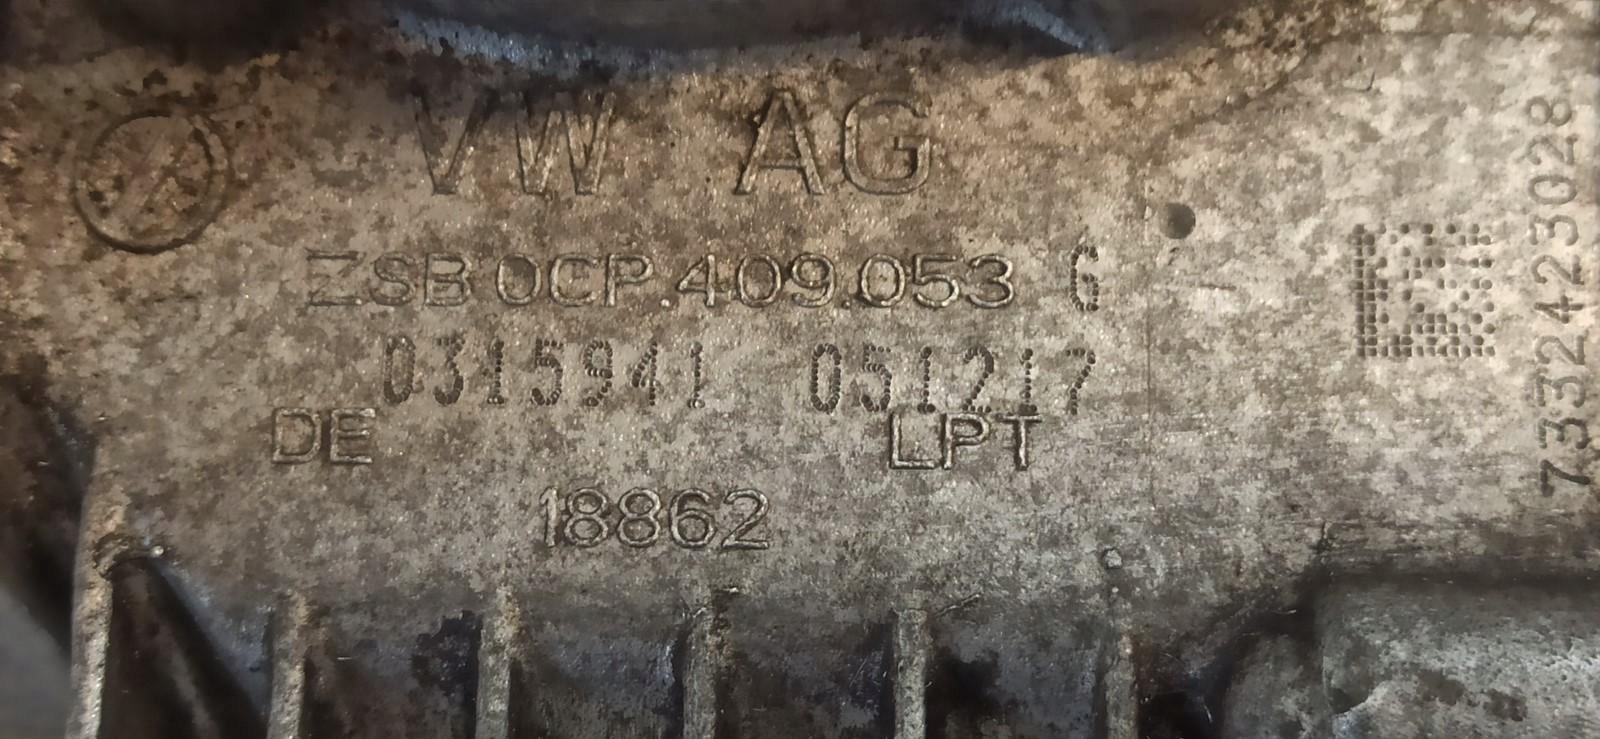 VW AG
ZSB 0CP.409.053 G
0315941 051217
DE LPT
18862
7332423028